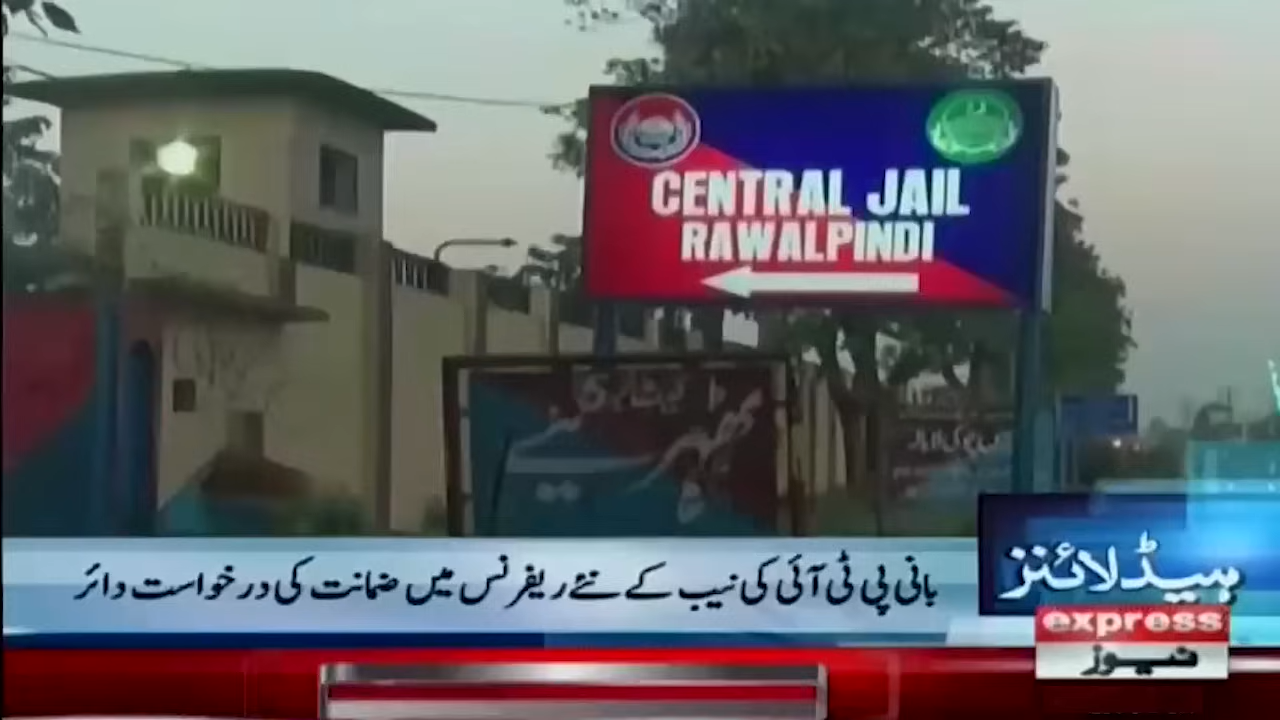 CENTRAL JAIL
RAWALPINDI
ٹھہریئے
بانی پی ٹی آئی کی نیب کے نئے ریفرنس میں ضمانت کی درخواست دائر
ہیڈلائنز
express
نیوز